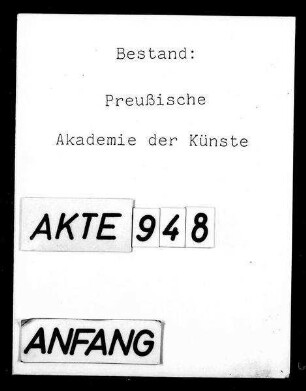 Bestand:
Preußische
Akademie der Künste
AKTE 948
ANFANG